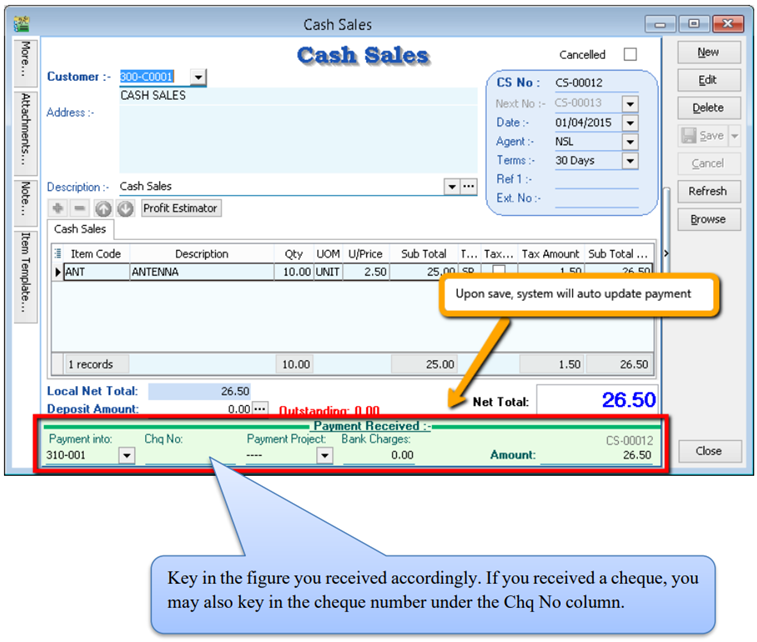 Cash Sales
Cash Sales
Cancelled
More...
Attachments...
Note...
Item Template...
Customer :- 300-C0001
CASH SALES
Address :-
CS No : CS-00012
Next No :- CS-00013
Date :- 01/04/2015
Agent :- NSL
Terms :- 30 Days
Ref 1 :-
Ext. No :-
Description :- Cash Sales
Profit Estimator
Cash Sales
Item Code Description Qty UOM U/Price Sub Total T... Tax... Tax Amount Sub Total ...
ANT ANTENNA 10.00 UNIT 2.50 25.00 SR 1.50 26.50
Upon save, system will auto update payment
1 records 10.00 25.00 1.50 26.50
Local Net Total: 26.50
Deposit Amount: 0.00
Outstanding: 0.00
Net Total: 26.50
Payment Received :-
Payment into: Chq No: Payment Project: Bank Charges: CS-00012
310-001 ---- 0.00 Amount: 26.50
New
Edit
Delete
Save
Cancel
Refresh
Browse
Close
Key in the figure you received accordingly. If you received a cheque, you
may also key in the cheque number under the Chq No column.